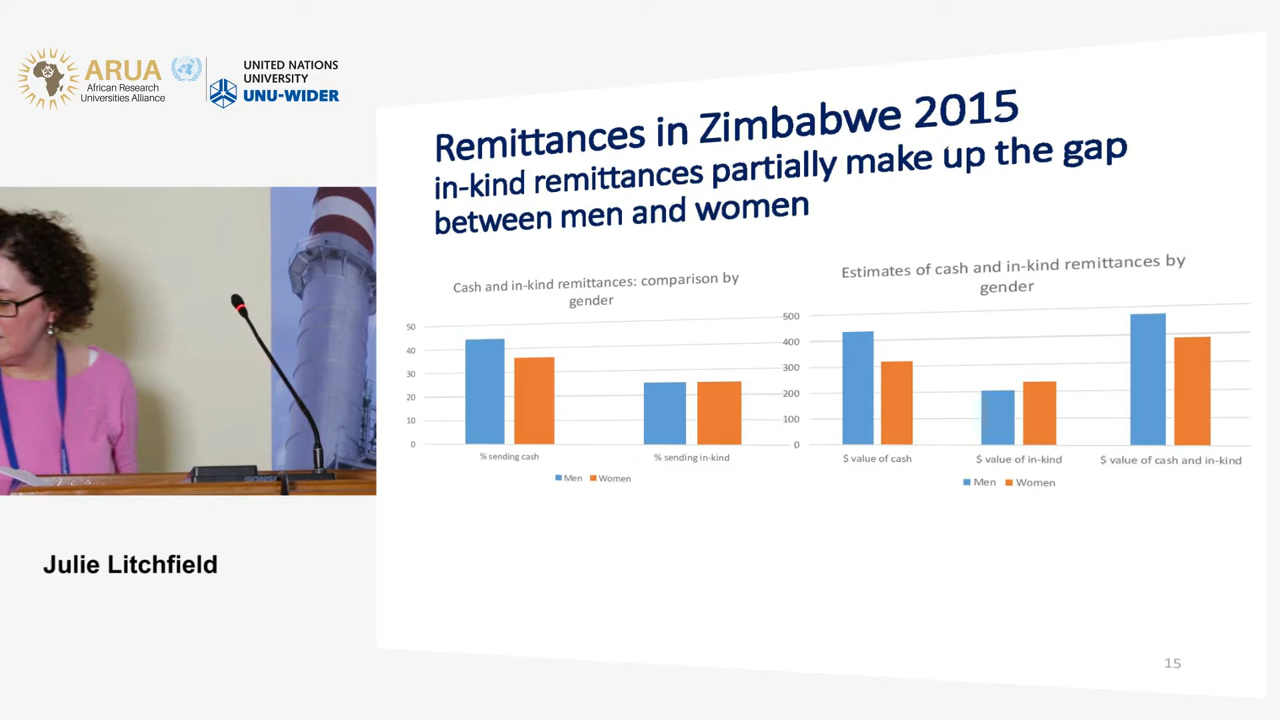 ARUA
African Research
Universities Alliance
UNITED NATIONS
UNIVERSITY
UNU-WIDER
Remittances in Zimbabwe 2015
in-kind remittances partially make up the gap
between men and women
Cash and in-kind remittances: comparison by
gender
50
40
30
20
10
0
% sending cash
% sending in-kind
Men
Women
Estimates of cash and in-kind remittances by
gender
500
400
300
200
100
0
$ value of cash
$ value of in-kind
$ value of cash and in-kind
Men
Women
Julie Litchfield
15